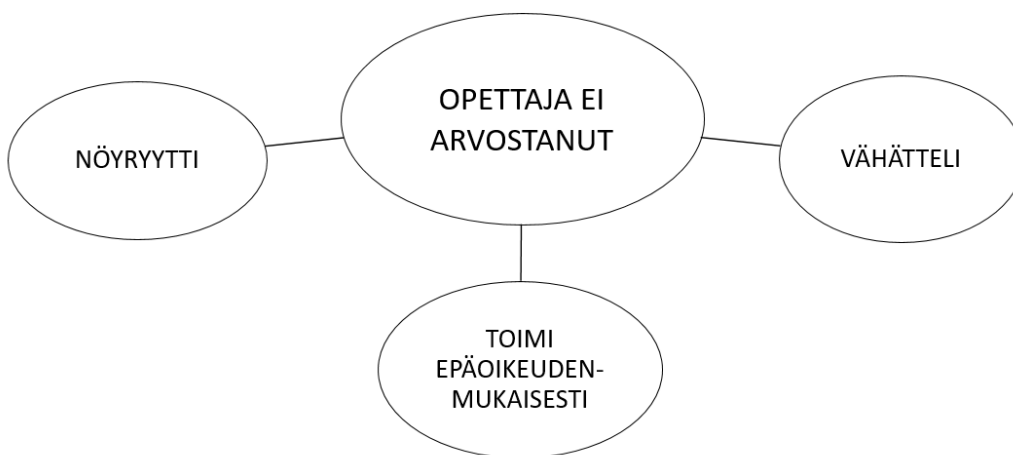 OPETTAJA EI
ARVOSTANUT
NÖYRYYTTI
VÄHÄTTELI
TOIMI
EPÄOIKEUDEN-
MUKAISESTI